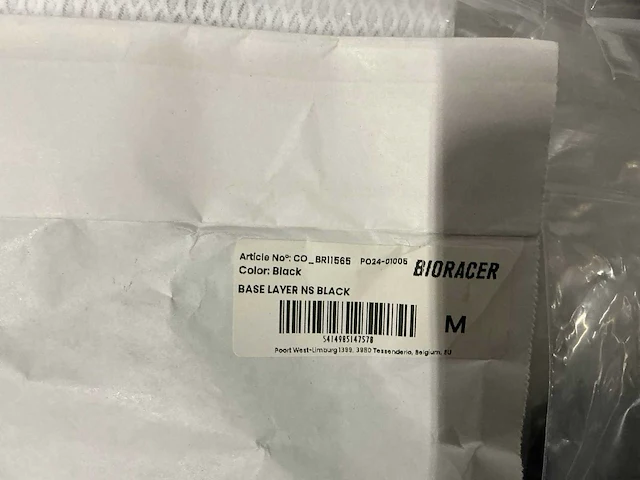 Article No°: CO_BR11565 PO24-01005 BIORACER
Color: Black
BASE LAYER NS BLACK
M
5414985147578
Poort West-Limburg 1399, 3980 Tessenderlo, Belgium, EU